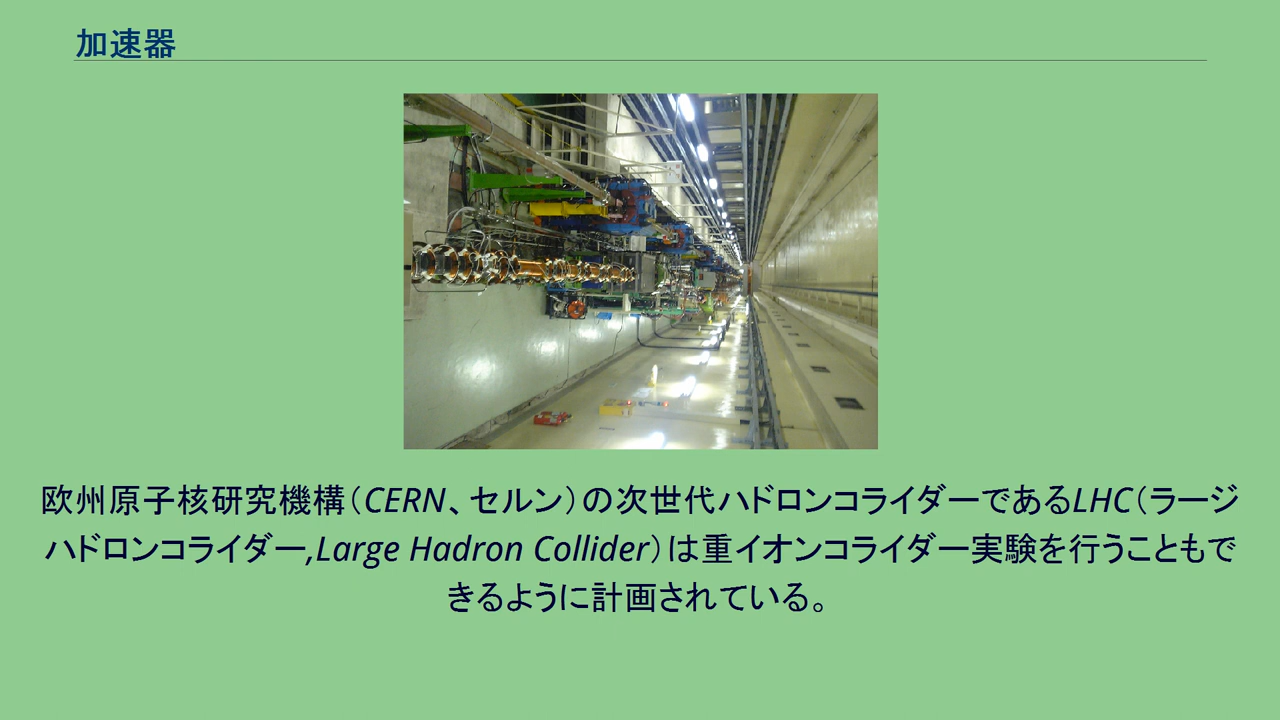 加速器
欧州原子核研究機構（CERN、セルン）の次世代ハドロンコライダーであるLHC（ラージ
ハドロンコライダー,Large Hadron Collider）は重イオンコライダー実験を行うこともで
きるように計画されている。